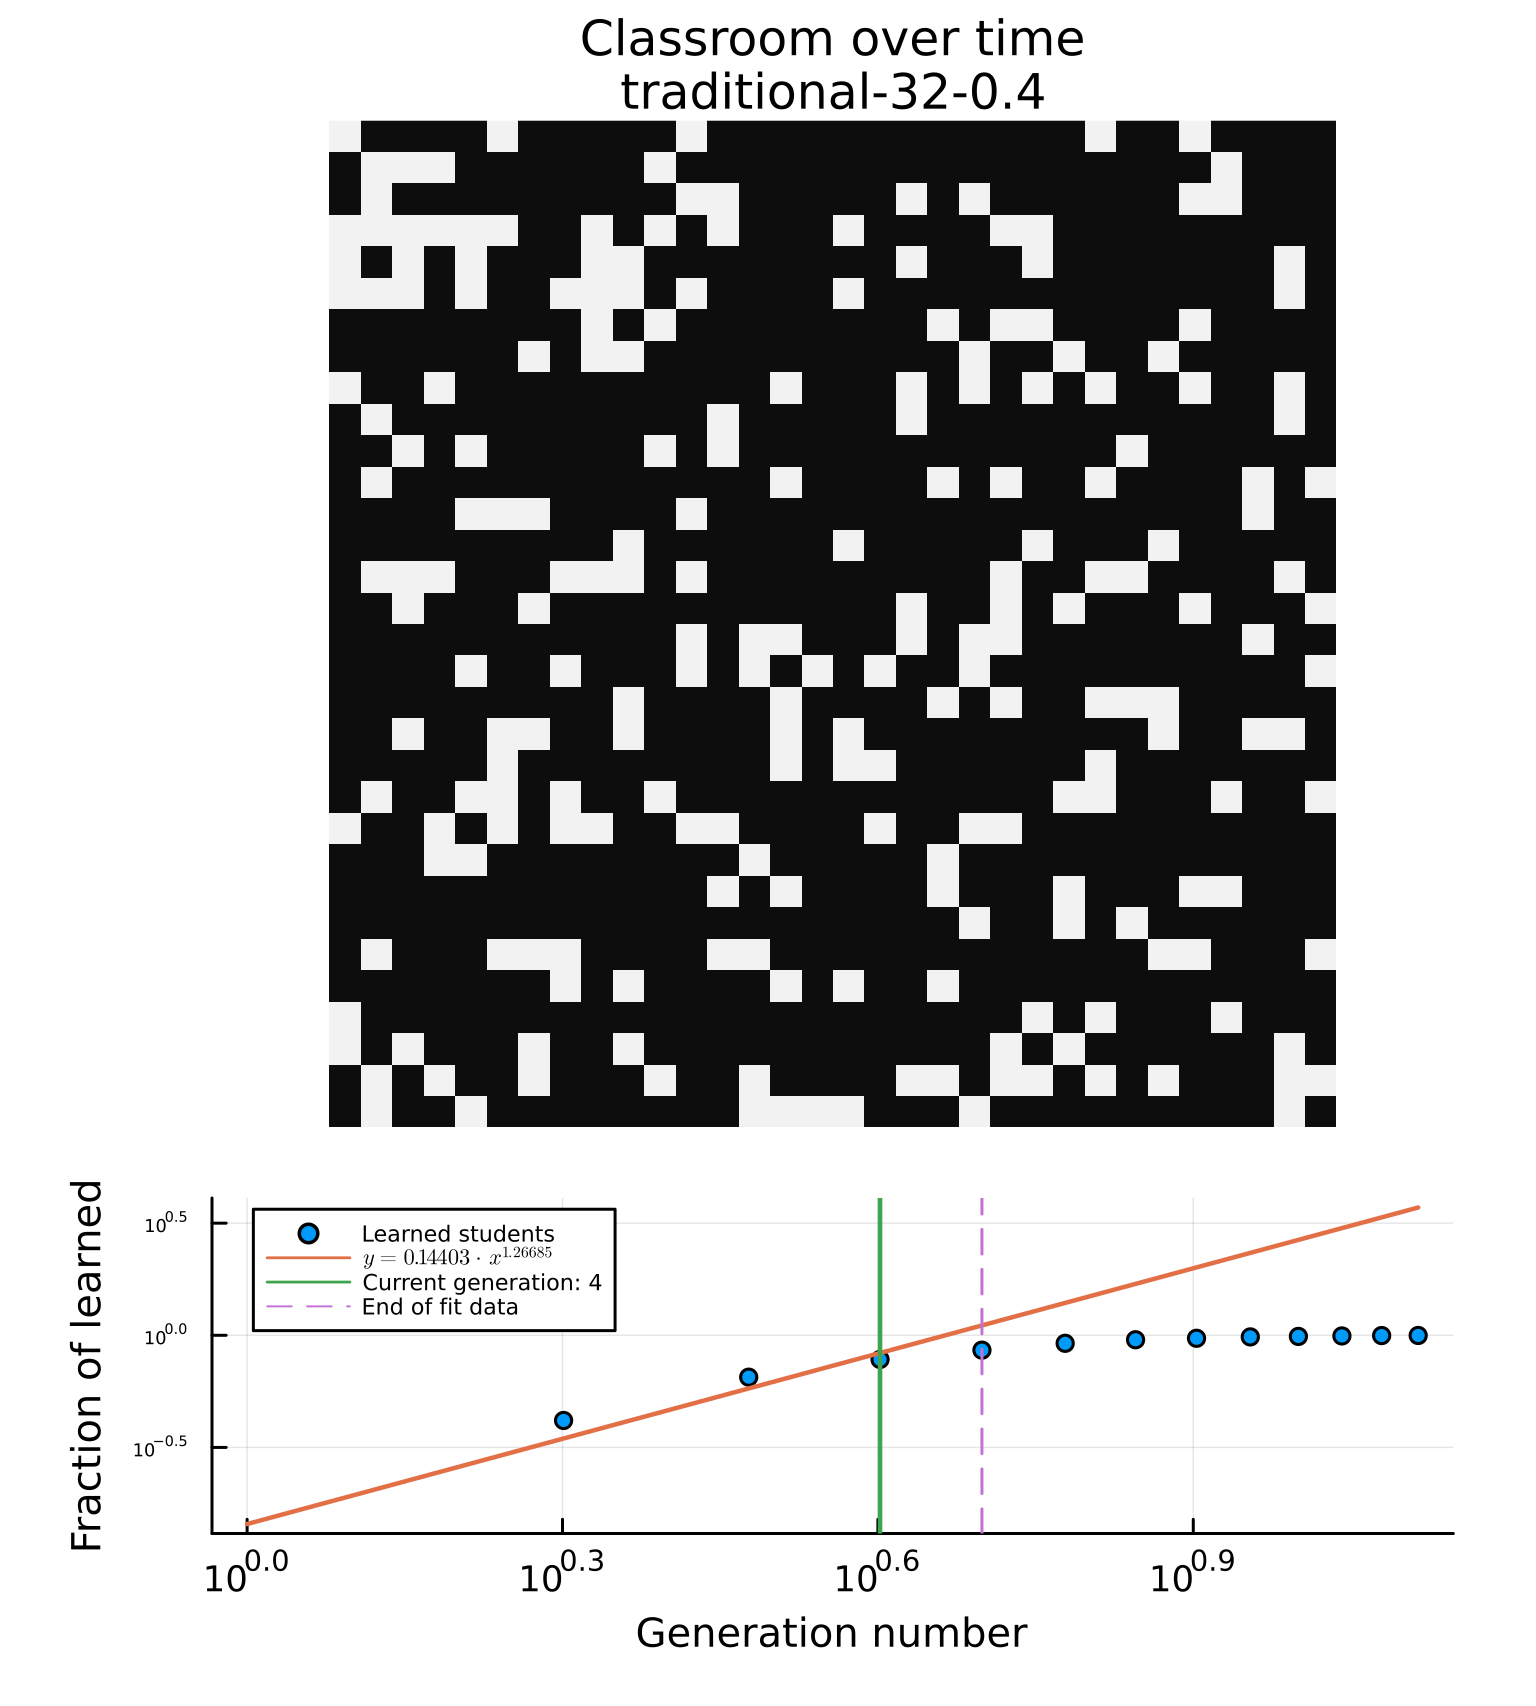 Classroom over time
traditional-32-0.4
Fraction of learned
10^0.5
10^0.0
10^−0.5
Learned students
y = 0.14403 · x^1.26685
Current generation: 4
End of fit data
10^0.0 10^0.3 10^0.6 10^0.9
Generation number